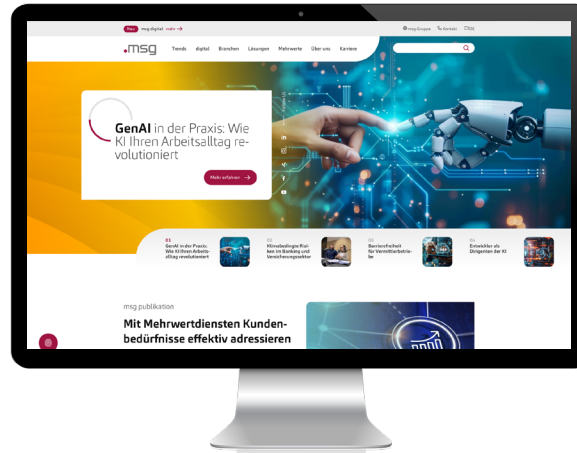 Neu msg.digital mehr →
msg Gruppe Kontakt
.msg
Trends digital Branchen Lösungen Mehrwerte Über uns Karriere
GenAI in der Praxis: Wie
KI Ihren Arbeitsalltag re-
volutioniert
Mehr erfahren →
01
GenAI in der Praxis:
Wie KI Ihren Arbeits-
alltag revolutioniert
02
Klimabedingte Risi-
ken im Banking und
Versicherungssektor
03
Barrierefreiheit
für Vermittlerbetrie-
be
04
Entwickler als
Dirigenten der KI
msg publikation
Mit Mehrwertdiensten Kunden-
bedürfnisse effektiv adressieren